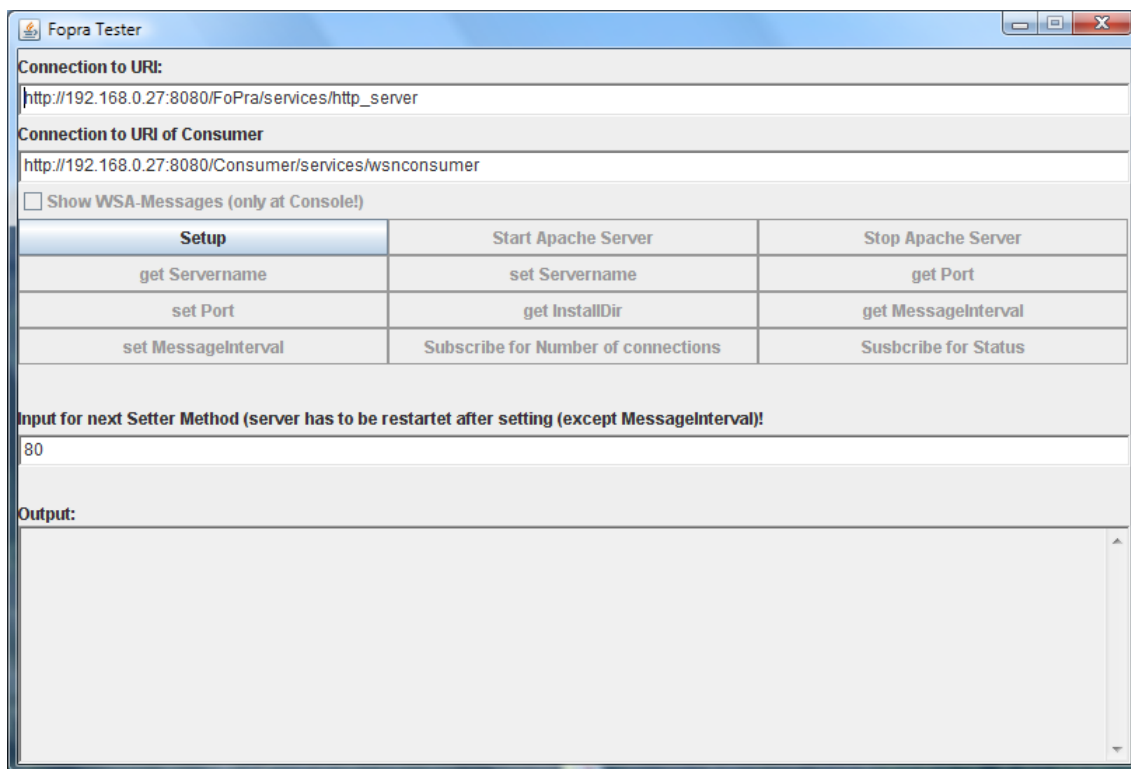 Fopra Tester
Connection to URI:
http://192.168.0.27:8080/FoPra/services/http_server
Connection to URI of Consumer
http://192.168.0.27:8080/Consumer/services/wsnconsumer
Show WSA-Messages (only at Console!)
Setup Start Apache Server Stop Apache Server
get Servername set Servername get Port
set Port get InstallDir get MessageInterval
set MessageInterval Subscribe for Number of connections Susbcribe for Status
Input for next Setter Method (server has to be restartet after setting (except MessageInterval)!
80
Output: